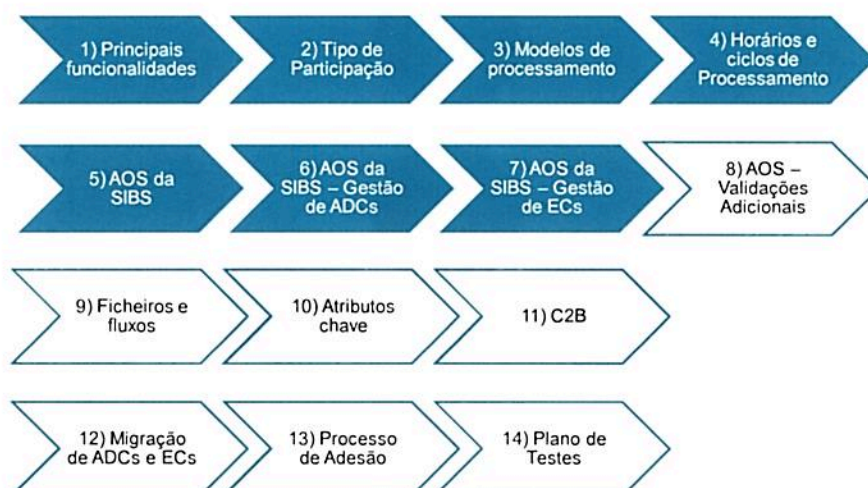 1) Principais
funcionalidades
2) Tipo de
Participação
3) Modelos de
processamento
4) Horários e
ciclos de
Processamento
5) AOS da
SIBS
6) AOS da
SIBS – Gestão
de ADCs
7) AOS da
SIBS – Gestão
de ECs
8) AOS –
Validações
Adicionais
9) Ficheiros e
fluxos
10) Atributos
chave
11) C2B
12) Migração
de ADCs e ECs
13) Processo
de Adesão
14) Plano de
Testes